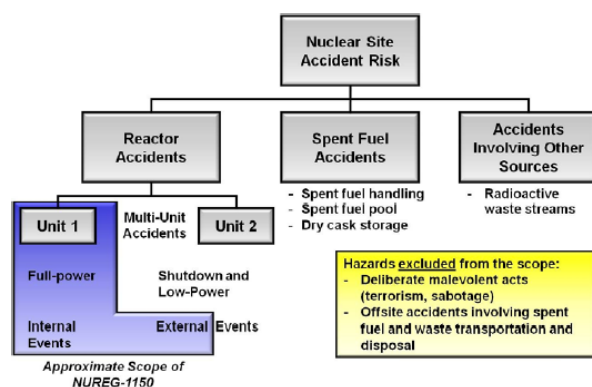 Nuclear Site
Accident Risk
Reactor
Accidents
Spent Fuel
Accidents
Accidents
Involving Other
Sources
- Spent fuel handling
- Spent fuel pool
- Dry cask storage
- Radioactive
waste streams
Unit 1
Multi-Unit
Accidents
Unit 2
Full-power
Shutdown and
Low-Power
Internal
Events
External Events
Approximate Scope of
NUREG-1150
Hazards excluded from the scope:
- Deliberate malevolent acts
(terrorism, sabotage)
- Offsite accidents involving spent
fuel and waste transportation and
disposal